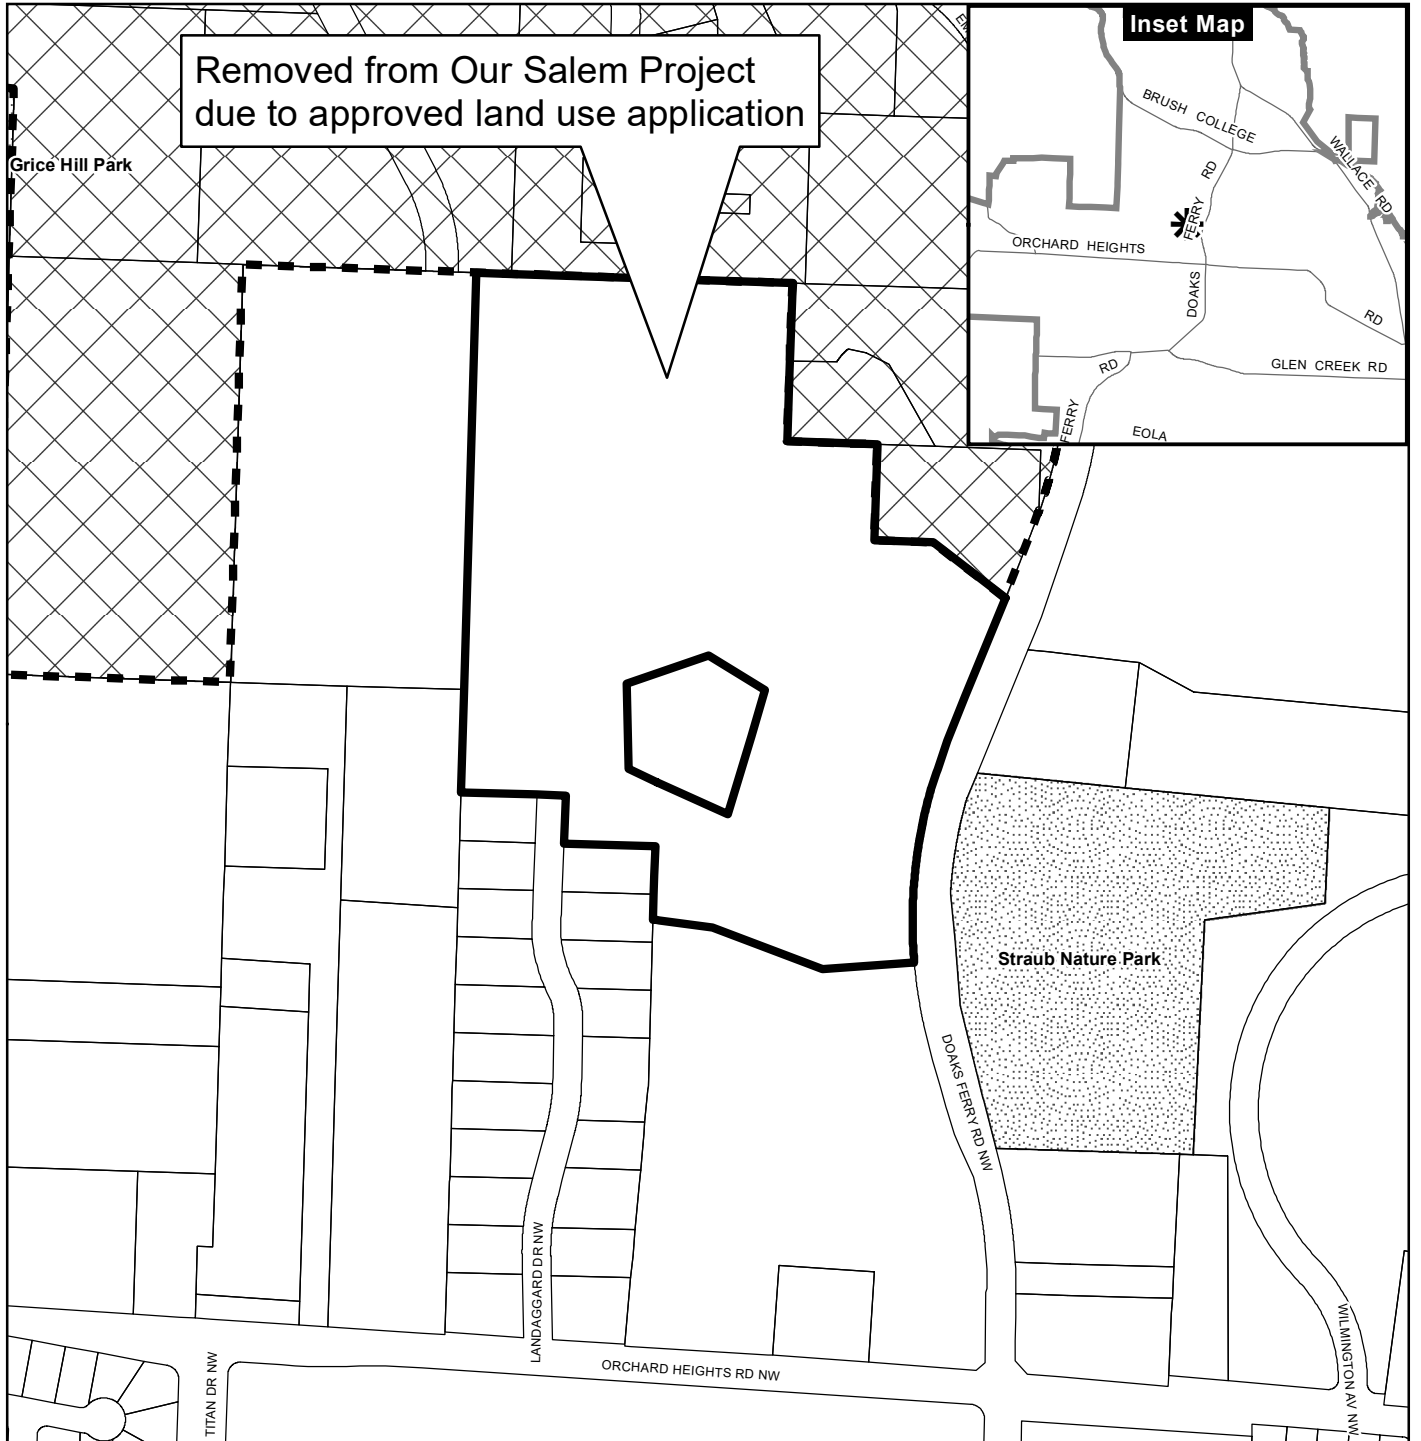 Removed from Our Salem Project
due to approved land use application
Grice Hill Park
Inset Map
BRUSH COLLEGE
WALLACE RD
RD
FERRY
ORCHARD HEIGHTS
DOAKS
RD
RD
GLEN CREEK RD
FERRY
EOLA
Straub Nature Park
DOAKS FERRY RD NW
LANDAGGARD DR NW
WILMINGTON AV NW
ORCHARD HEIGHTS RD NW
TITAN DR NW